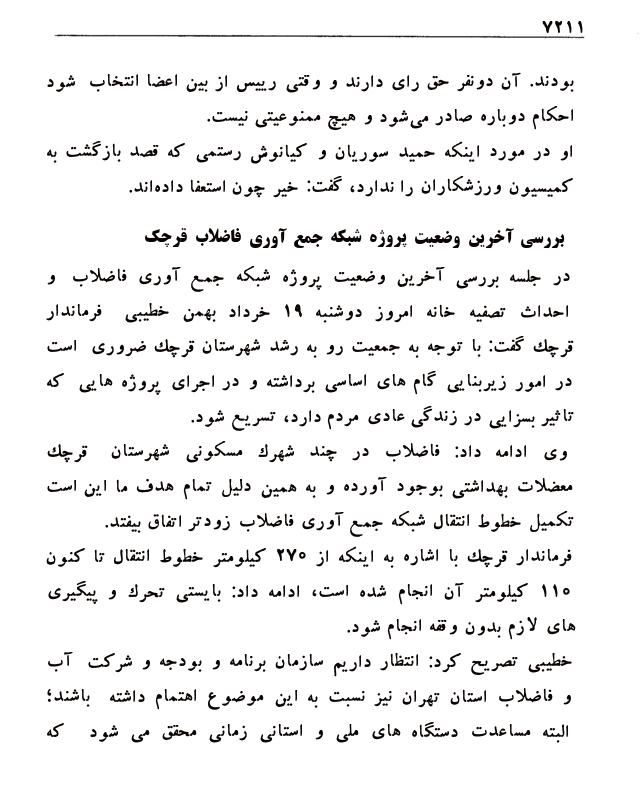 ۷۲۱۱
بودند. آن دونفر حق رای دارند و وقتی رییس از بین اعضا انتخاب شود
احکام دوباره صادر می‌شود و هیچ ممنوعیتی نیست.
او در مورد اینکه حمید سوریان و کیانوش رستمی که قصد بازگشت به
کمیسیون ورزشکاران را ندارد، گفت: خیر چون استعفا داده‌اند.
بررسی آخرین وضعیت پروژه شبکه جمع آوری فاضلاب قرچک
در جلسه بررسی آخرین وضعیت پروژه شبکه جمع آوری فاضلاب و
احداث تصفیه خانه امروز دوشنبه ۱۹ خرداد بهمن خطیبی فرماندار
قرچک گفت: با توجه به جمعیت رو به رشد شهرستان قرچک ضروری است
در امور زیربنایی گام های اساسی برداشته و در اجرای پروژه هایی که
تاثیر بسزایی در زندگی عادی مردم دارد، تسریع شود.
وی ادامه داد: فاضلاب در چند شهرک مسکونی شهرستان قرچک
معضلات بهداشتی بوجود آورده و به همین دلیل تمام هدف ما این است
تکمیل خطوط انتقال شبکه جمع آوری فاضلاب زودتر اتفاق بیفتد.
فرماندار قرچک با اشاره به اینکه از ۲۷۰ کیلومتر خطوط انتقال تا کنون
۱۱۰ کیلومتر آن انجام شده است، ادامه داد: بایستی تحرک و پیگیری
های لازم بدون وقفه انجام شود.
خطیبی تصریح کرد: انتظار داریم سازمان برنامه و بودجه و شرکت آب
و فاضلاب استان تهران نیز نسبت به این موضوع اهتمام داشته باشند؛
البته مساعدت دستگاه های ملی و استانی زمانی محقق می شود که